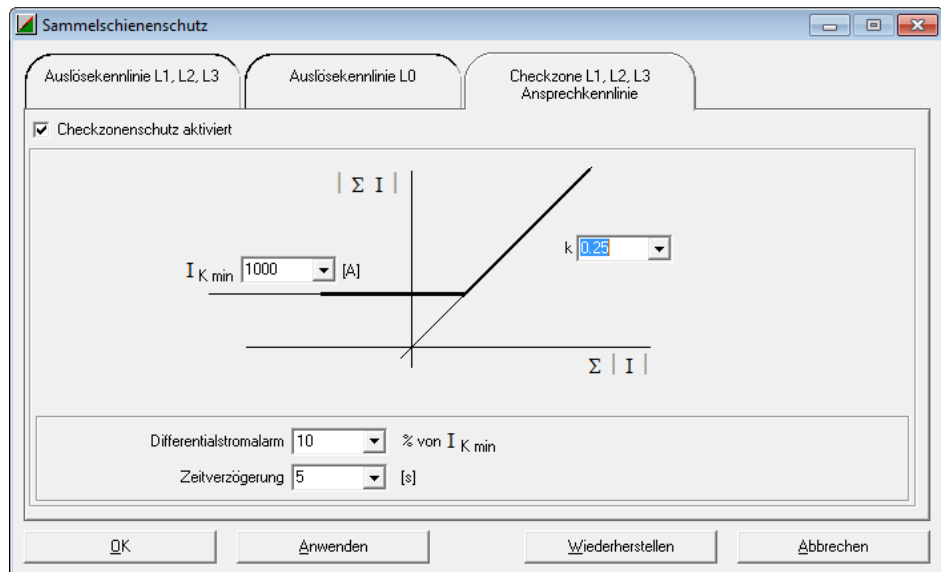 Sammelschienenschutz
Auslösekennlinie L1, L2, L3
Auslösekennlinie L0
Checkzone L1, L2, L3
Ansprechkennlinie
Checkzonenschutz aktiviert
| Σ I |
k 0.25
I K min 1000 [A]
Σ | I |
Differentialstromalarm 10 % von I K min
Zeitverzögerung 5 [s]
OK Anwenden Wiederherstellen Abbrechen